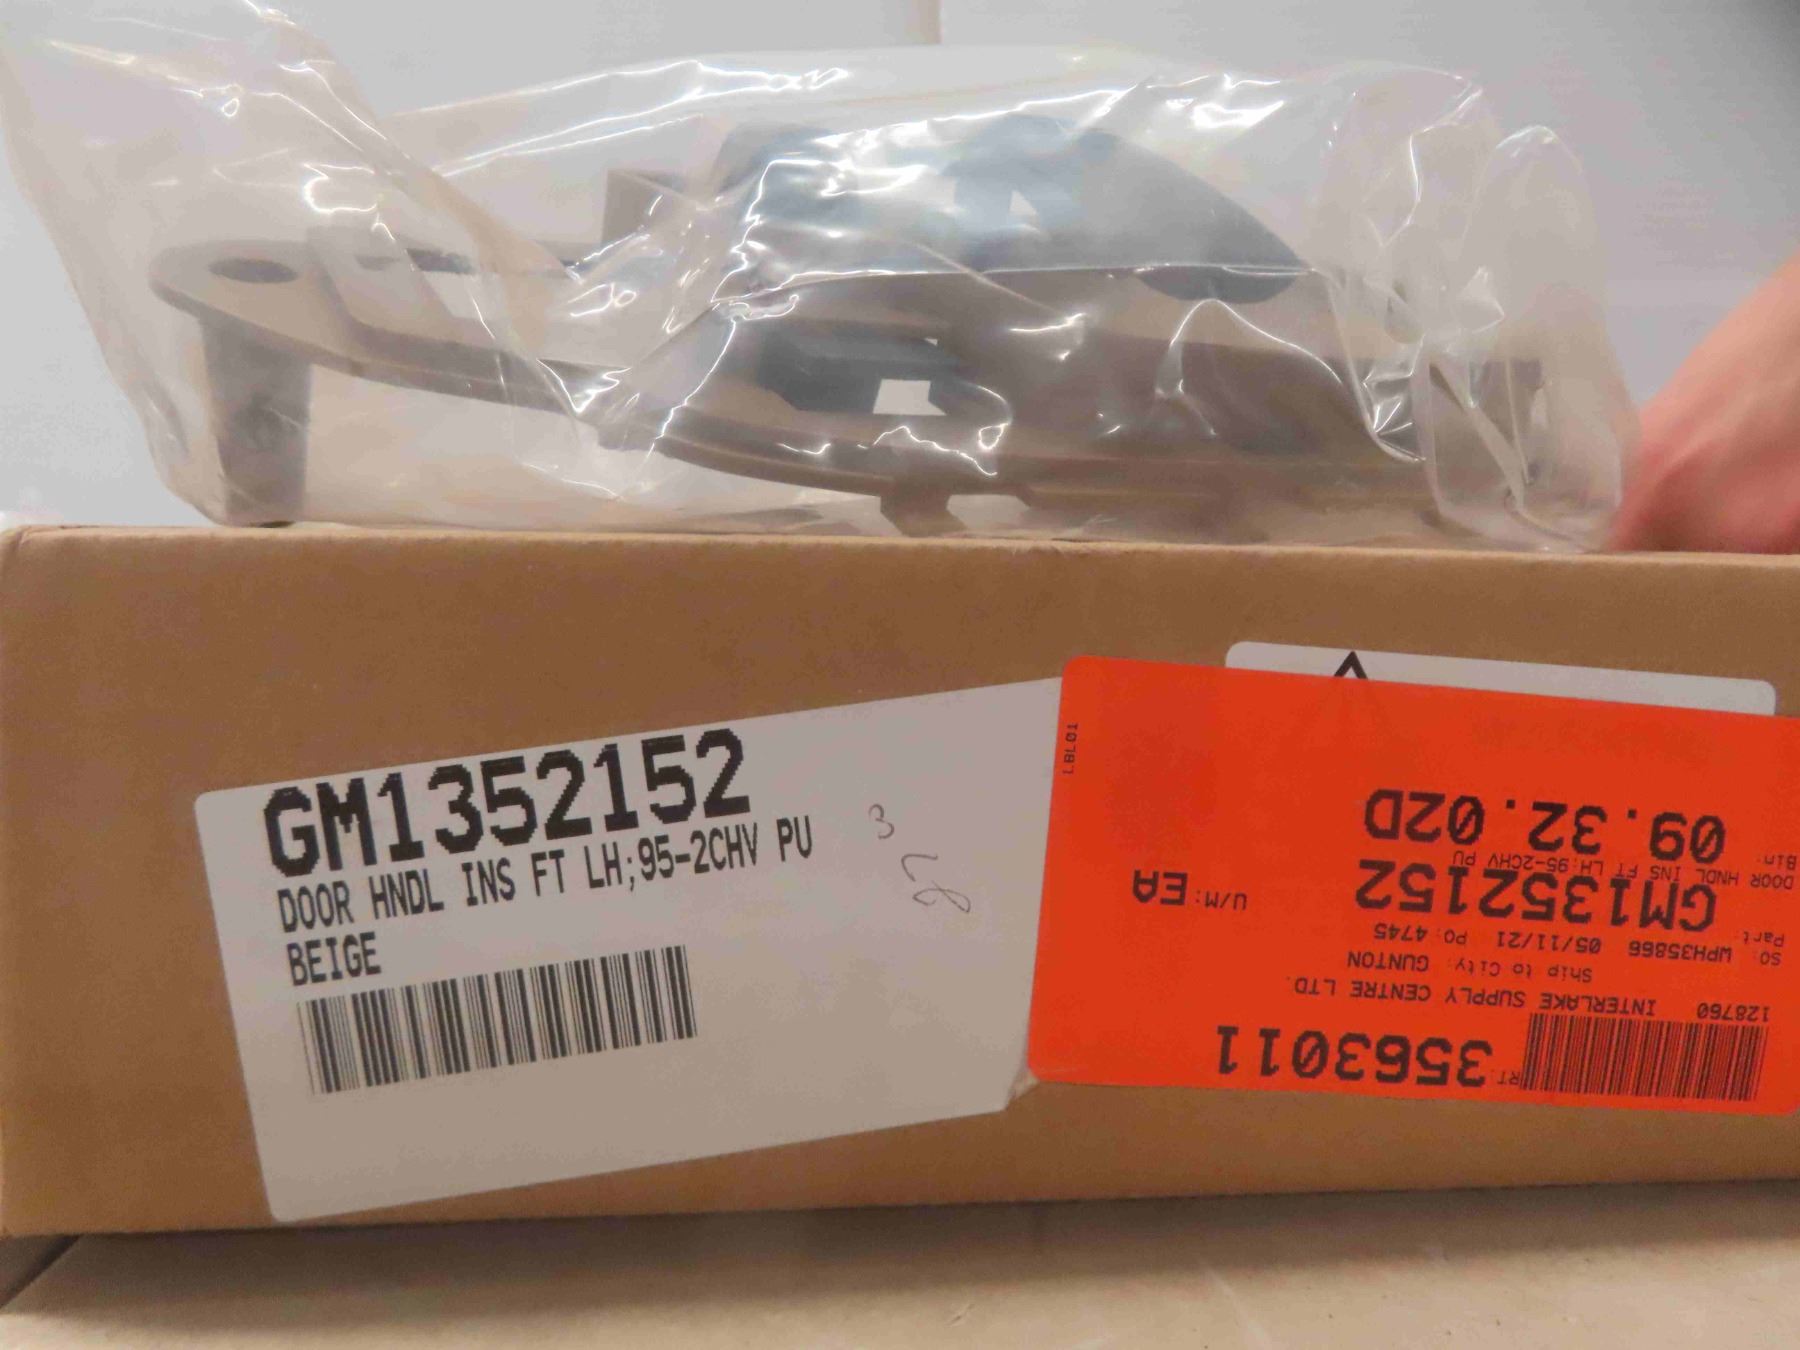 GM1352152
DOOR HNDL INS FT LH;95-2CHV PU
BEIGE
3
LBL01
RT: 3563011
128760 INTERLAKE SUPPLY CENTRE LTD.
Ship to City: GUNTON
SO: WPH35866 05/11/21 PO: 4745
Part: GM1352152
U/M: EA
DOOR HNDL INS FT LH;95-2CHV PU
Bin: 09.32.02D